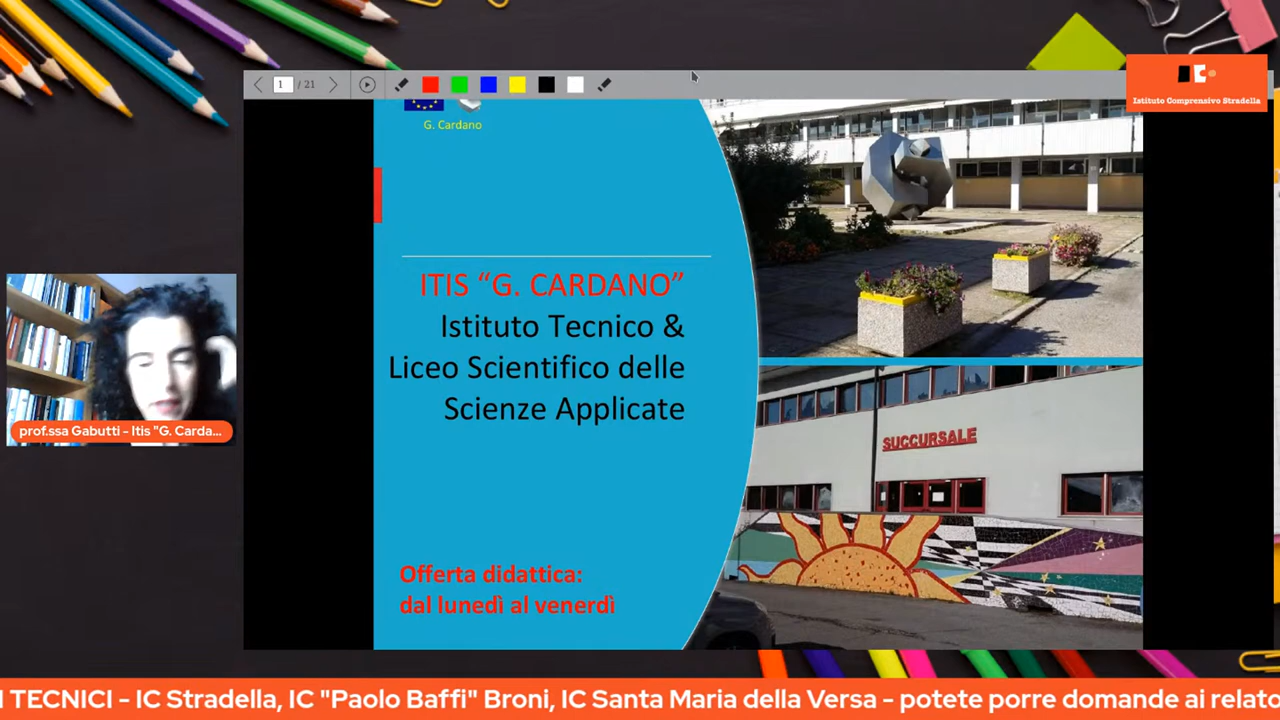 1 / 21
Istituto Comprensivo Stradella
G. Cardano
ITIS “G. CARDANO”
Istituto Tecnico &
Liceo Scientifico delle
Scienze Applicate
SUCCURSALE
prof.ssa Gabutti - Itis "G. Carda...
Offerta didattica:
dal lunedì al venerdì
I TECNICI - IC Stradella, IC "Paolo Baffi" Broni, IC Santa Maria della Versa - potete porre domande ai relato